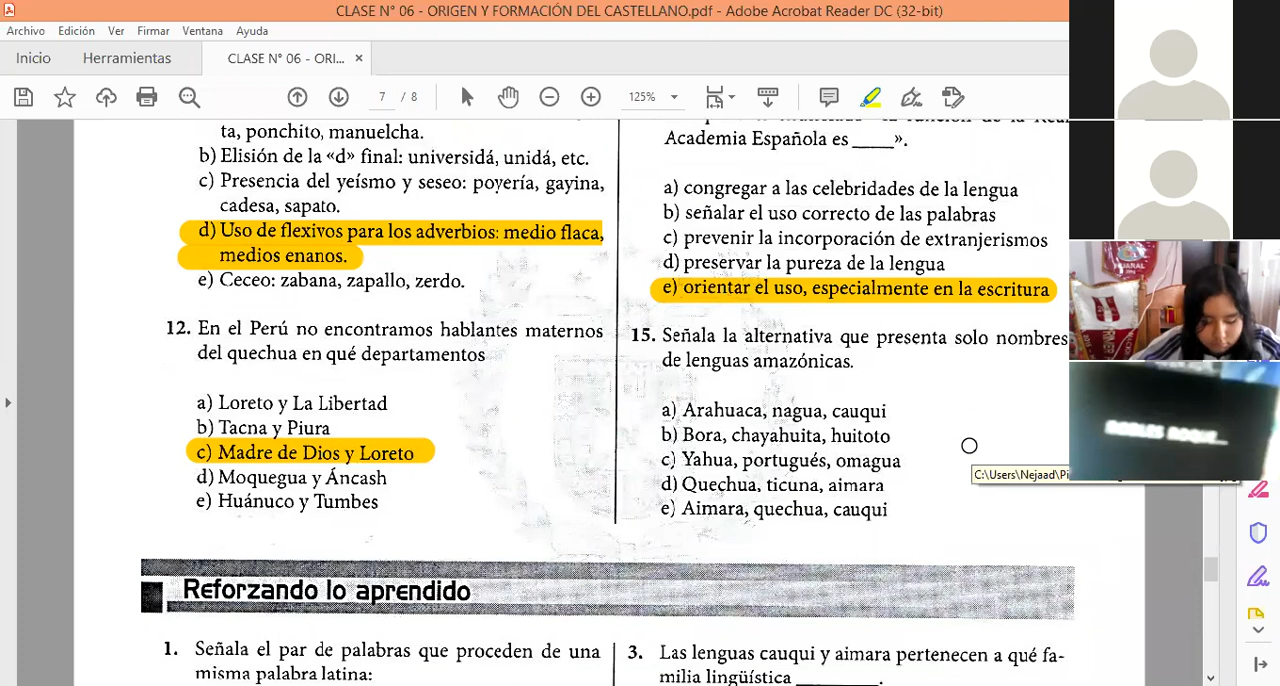 CLASE N° 06 - ORIGEN Y FORMACIÓN DEL CASTELLANO.pdf - Adobe Acrobat Reader DC (32-bit)
Archivo Edición Ver Firmar Ventana Ayuda
Inicio Herramientas CLASE N° 06 - ORI... ×
7 / 8 125%
ta, ponchito, manuelcha.
b) Elisión de la «d» final: universidá, unidá, etc.
c) Presencia del yeísmo y seseo: poyería, gayina,
cadesa, sapato.
d) Uso de flexivos para los adverbios: medio flaca,
medios enanos.
e) Ceceo: zabana, zapallo, zerdo.
12. En el Perú no encontramos hablantes maternos
del quechua en qué departamentos
a) Loreto y La Libertad
b) Tacna y Piura
c) Madre de Dios y Loreto
d) Moquegua y Áncash
e) Huánuco y Tumbes
Academia Española es ____».
a) congregar a las celebridades de la lengua
b) señalar el uso correcto de las palabras
c) prevenir la incorporación de extranjerismos
d) preservar la pureza de la lengua
e) orientar el uso, especialmente en la escritura
15. Señala la alternativa que presenta solo nombres
de lenguas amazónicas.
a) Arahuaca, nagua, cauqui
b) Bora, chayahuita, huitoto
c) Yahua, portugués, omagua
d) Quechua, ticuna, aimara
e) Aimara, quechua, cauqui
C:\Users\Nejaad\Pi
Reforzando lo aprendido
1. Señala el par de palabras que proceden de una
misma palabra latina:
3. Las lenguas cauqui y aimara pertenecen a qué fa-
milia lingüística ________.